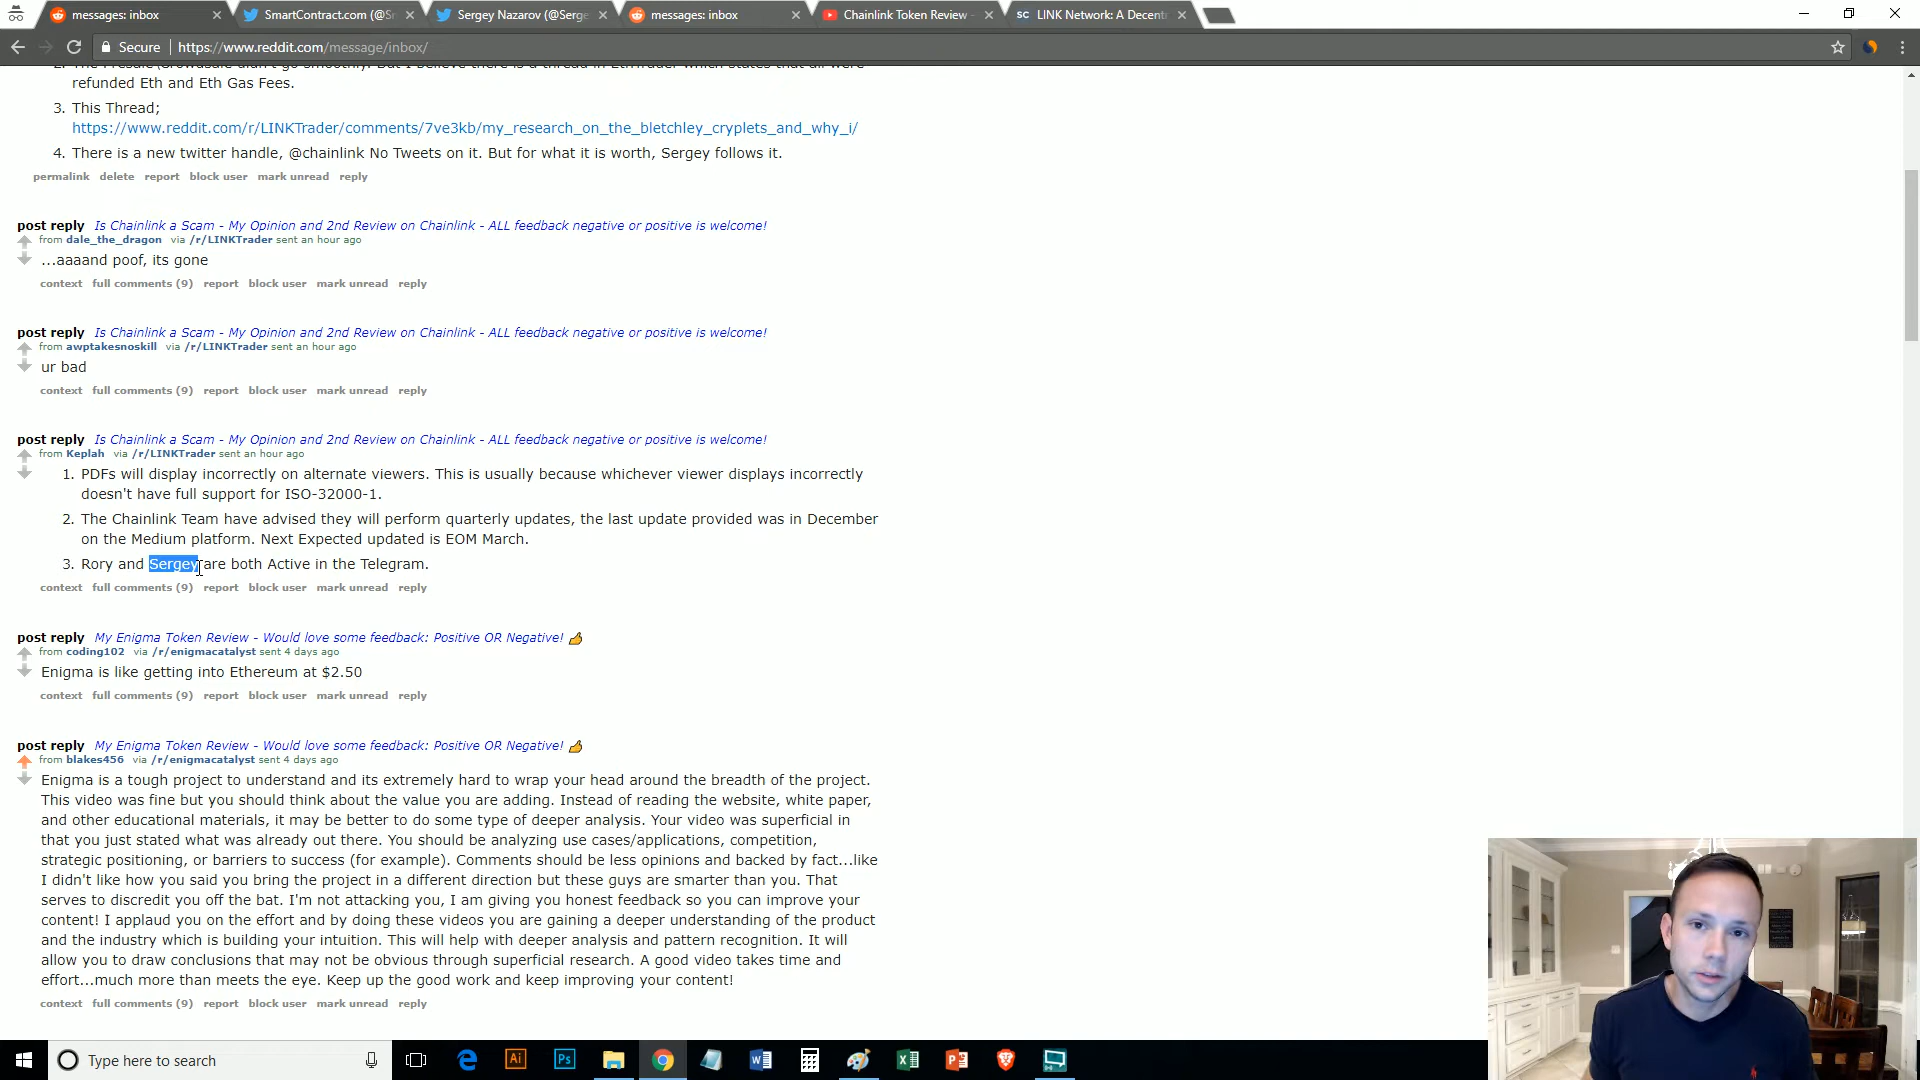 messages: inbox
SmartContract.com (@S
Sergey Nazarov (@Serge
messages: inbox
Chainlink Token Review -
SC LINK Network: A Decent
Secure https://www.reddit.com/message/inbox/
refunded Eth and Eth Gas Fees.
3. This Thread;
https://www.reddit.com/r/LINKTrader/comments/7ve3kb/my_research_on_the_bletchley_cryplets_and_why_i/
4. There is a new twitter handle, @chainlink No Tweets on it. But for what it is worth, Sergey follows it.
permalink delete report block user mark unread reply
post reply Is Chainlink a Scam - My Opinion and 2nd Review on Chainlink - ALL feedback negative or positive is welcome!
from dale_the_dragon via /r/LINKTrader sent an hour ago
...aaaand poof, its gone
context full comments (9) report block user mark unread reply
post reply Is Chainlink a Scam - My Opinion and 2nd Review on Chainlink - ALL feedback negative or positive is welcome!
from awptakesnoskill via /r/LINKTrader sent an hour ago
ur bad
context full comments (9) report block user mark unread reply
post reply Is Chainlink a Scam - My Opinion and 2nd Review on Chainlink - ALL feedback negative or positive is welcome!
from Keplah via /r/LINKTrader sent an hour ago
1. PDFs will display incorrectly on alternate viewers. This is usually because whichever viewer displays incorrectly
doesn't have full support for ISO-32000-1.
2. The Chainlink Team have advised they will perform quarterly updates, the last update provided was in December
on the Medium platform. Next Expected updated is EOM March.
3. Rory and Sergey are both Active in the Telegram.
context full comments (9) report block user mark unread reply
post reply My Enigma Token Review - Would love some feedback: Positive OR Negative! 👍
from coding102 via /r/enigmacatalyst sent 4 days ago
Enigma is like getting into Ethereum at $2.50
context full comments (9) report block user mark unread reply
post reply My Enigma Token Review - Would love some feedback: Positive OR Negative! 👍
from blakes456 via /r/enigmacatalyst sent 4 days ago
Enigma is a tough project to understand and its extremely hard to wrap your head around the breadth of the project.
This video was fine but you should think about the value you are adding. Instead of reading the website, white paper,
and other educational materials, it may be better to do some type of deeper analysis. Your video was superficial in
that you just stated what was already out there. You should be analyzing use cases/applications, competition,
strategic positioning, or barriers to success (for example). Comments should be less opinions and backed by fact...like
I didn't like how you said you bring the project in a different direction but these guys are smarter than you. That
serves to discredit you off the bat. I'm not attacking you, I am giving you honest feedback so you can improve your
content! I applaud you on the effort and by doing these videos you are gaining a deeper understanding of the product
and the industry which is building your intuition. This will help with deeper analysis and pattern recognition. It will
allow you to draw conclusions that may not be obvious through superficial research. A good video takes time and
effort...much more than meets the eye. Keep up the good work and keep improving your content!
context full comments (9) report block user mark unread reply
Type here to search